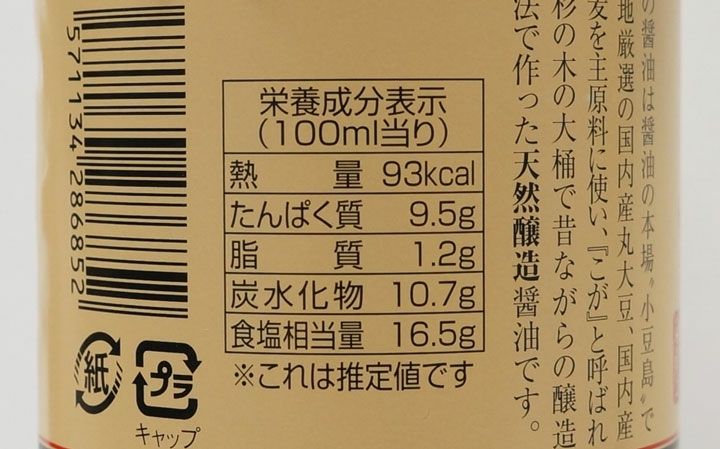 の醤油は醤油の本場〝小豆島〟で
地厳選の国内産丸大豆、国内産
を主原料に使い、『こが』と呼ばれ
杉の木の大桶で昔ながらの醸造
法で作った天然醸造醤油です。
栄養成分表示
(100ml当り)
熱 量 93kcal
たんぱく質 9.5g
脂 質 1.2g
炭水化物 10.7g
食塩相当量 16.5g
※これは推定値です
571134 286852
紙
プラ
キャップ